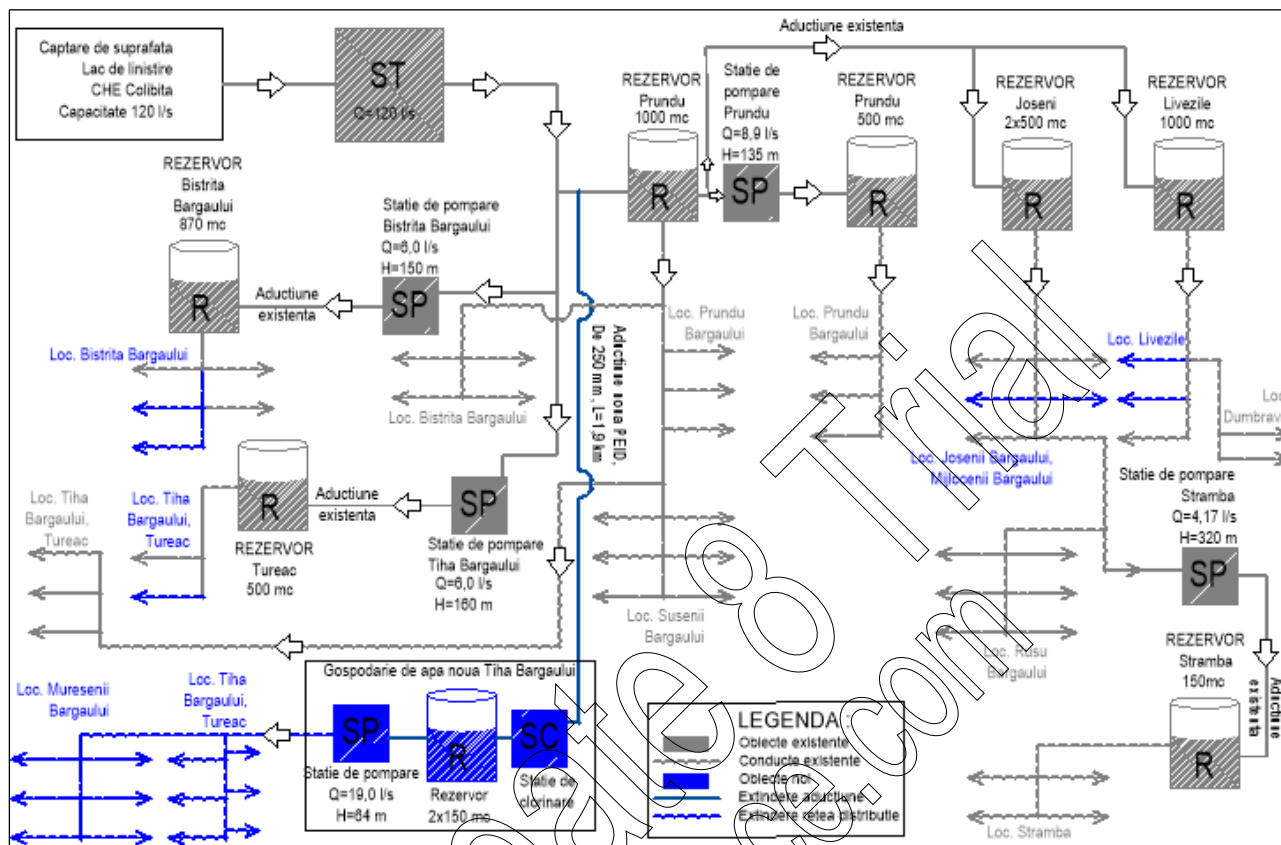 Captare de suprafata
Lac de linistire
CHE Colibita
Capacitate 120 l/s
ST
Q=120 l/s
Aductiune existenta
REZERVOR
Prundu
1000 mc
R
Statie de
pompare
Prundu
Q=8,9 l/s
H=135 m
SP
REZERVOR
Prundu
500 mc
R
REZERVOR
Joseni
2x500 mc
R
REZERVOR
Livezile
1000 mc
R
REZERVOR
Bistrita
Bargaului
870 mc
R
Statie de pompare
Bistrita Bargaului
Q=6,0 l/s
H=150 m
SP
Aductiune
existenta
Loc. Bistrita Bargaului
Loc. Bistrita Bargaului
Aductiune noua PEID,
De 250 mm, L=1,9 km
Loc. Prundu
Bargaului
Loc. Prundu
Bargaului
Loc. Livezile
Loc. Josenii Bargaului,
Mijlocenii Bargaului
Statie de pompare
Stramba
Q=4,17 l/s
H=320 m
SP
Loc. Tiha
Bargaului,
Tureac
Loc. Tiha
Bargaului,
Tureac
R
REZERVOR
Tureac
500 mc
Aductiune
existenta
SP
Statie de pompare
Tiha Bargaului
Q=6,0 l/s
H=160 m
Loc. Susenii
Bargaului
Loc. Rusu
Bargaului
REZERVOR
Stramba
150mc
R
Aductiune
existenta
Loc. Stramba
Loc. Muresenii
Bargaului
Loc. Tiha
Bargaului,
Tureac
Gospodarie de apa noua Tiha Bargaului
SP
R
SC
Statie de pompare
Q=19,0 l/s
H=64 m
Rezervor
2x150 mc
Statie de
clorinare
LEGENDA :
Obiecte existente
Conducte existente
Obiecte noi
Extindere aductiune
Extinzere retea distributie
Trial